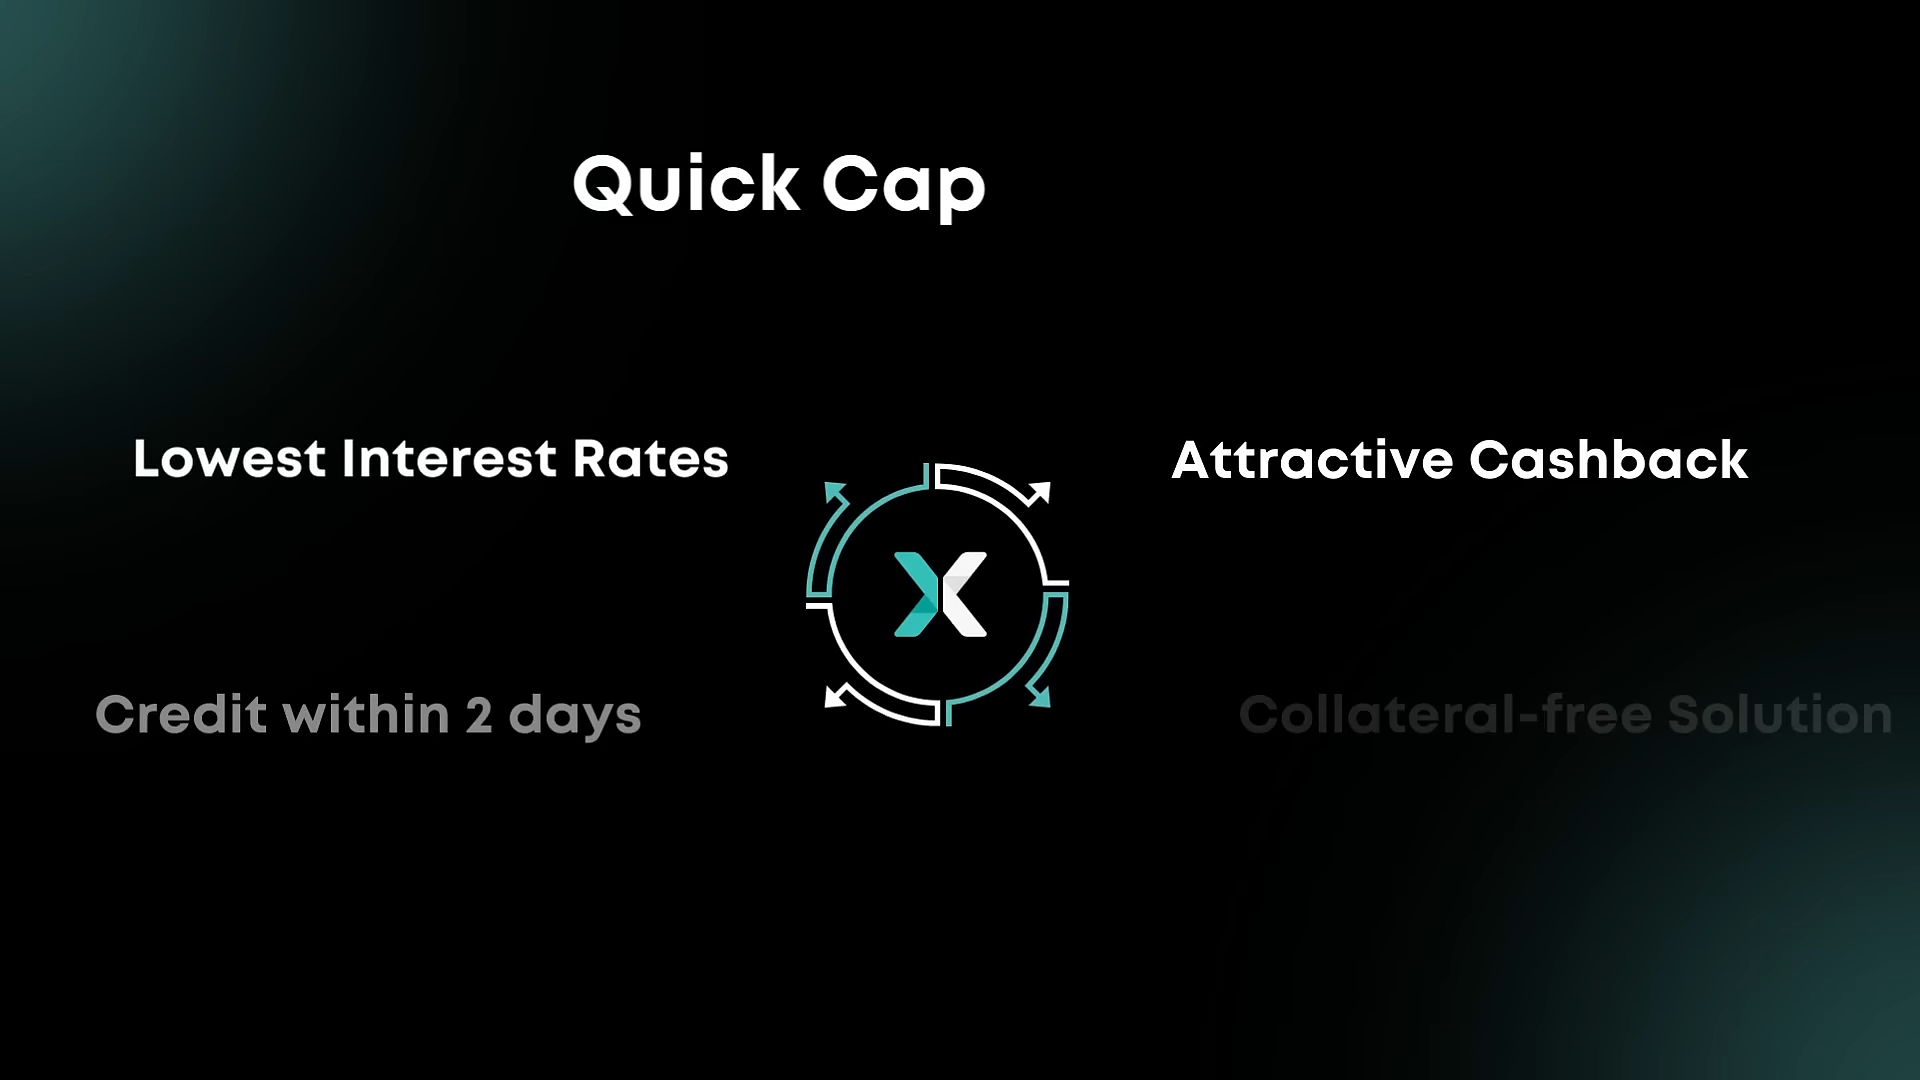 Quick Cap
Lowest Interest Rates
Attractive Cashback
Credit within 2 days
Collateral-free Solution